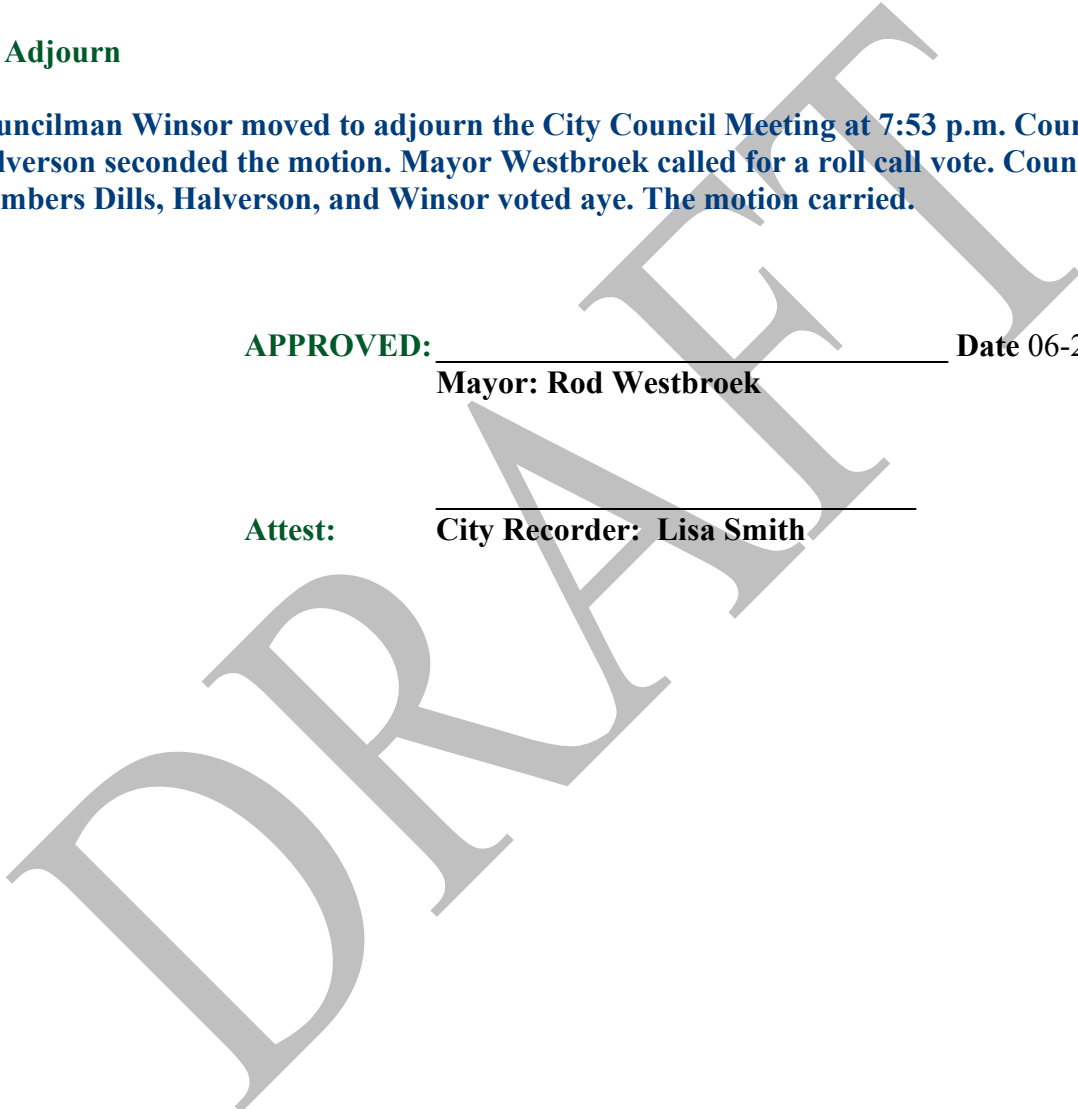 Adjourn
uncilman Winsor moved to adjourn the City Council Meeting at 7:53 p.m. Coun
lverson seconded the motion. Mayor Westbroek called for a roll call vote. Coun
mbers Dills, Halverson, and Winsor voted aye. The motion carried.
APPROVED: Date 06-2
Mayor: Rod Westbroek
Attest: City Recorder: Lisa Smith
DRAFT